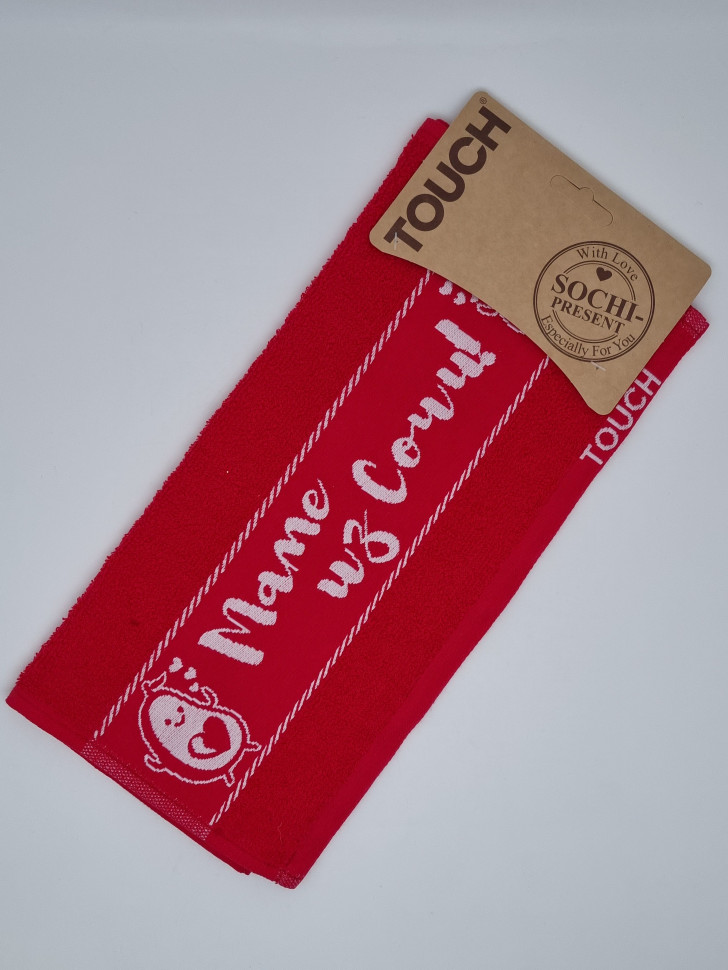 TOUCH®
With Love
SOCHI-
PRESENT
Especially For You
TOUCH
Маме
из Сочи!